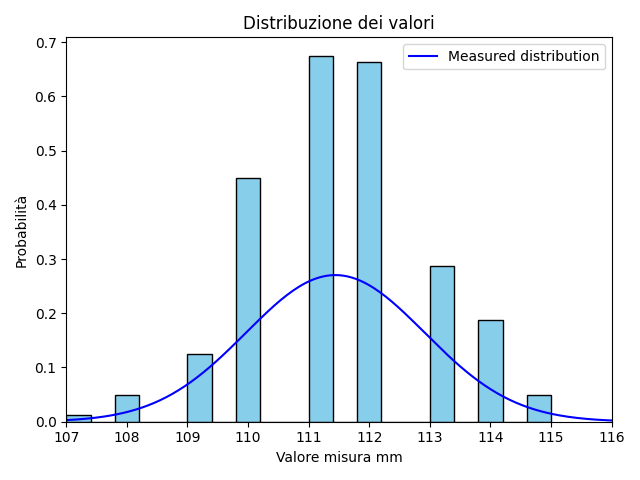 Distribuzione dei valori
Measured distribution
Probabilità
0.7
0.6
0.5
0.4
0.3
0.2
0.1
0.0
107 108 109 110 111 112 113 114 115 116
Valore misura mm